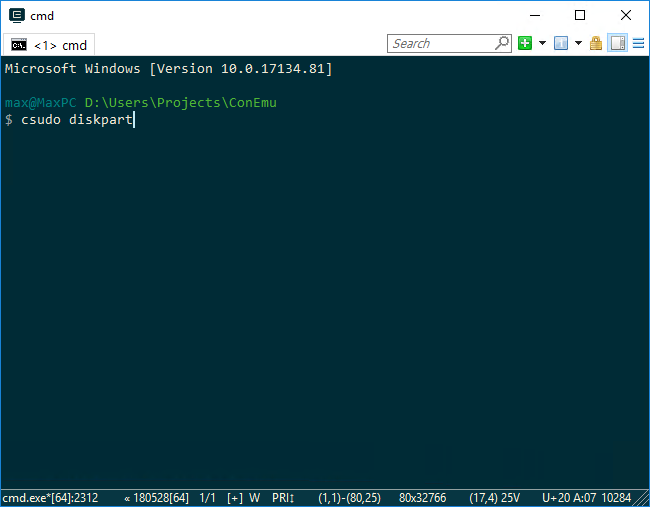 cmd
<1> cmd
Search
Microsoft Windows [Version 10.0.17134.81]
max@MaxPC D:\Users\Projects\ConEmu
$ csudo diskpart
cmd.exe*[64]:2312 « 180528[64] 1/1 [+] W PRI↕ (1,1)-(80,25) 80x32766 (17,4) 25V U+20 A:07 10284